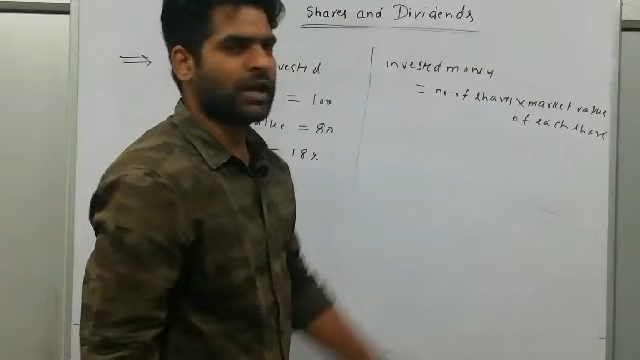 Shares and Dividends
vested
= 100
alue = 80
= 18%
invested money
= no. of shares x market value
of each share